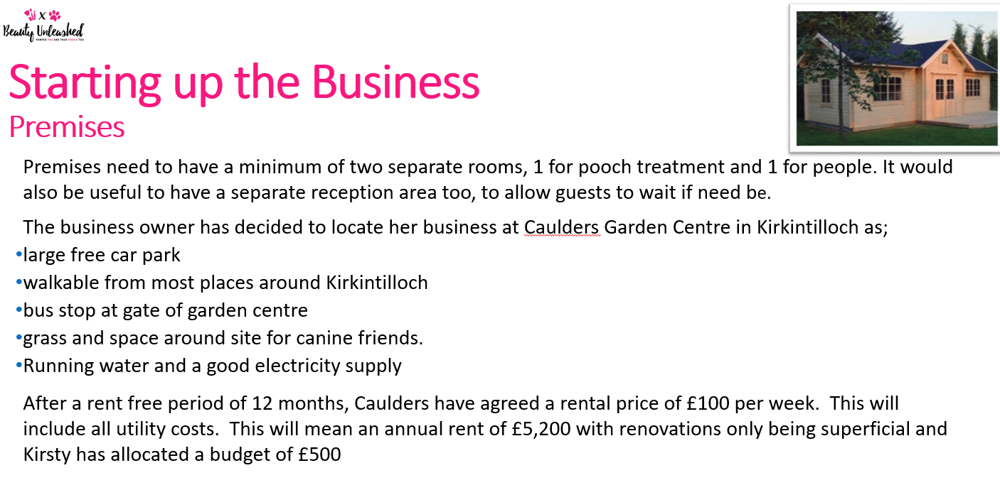 x
Beauty Unleashed
PAMPER YOU AND YOUR POOCH TOO
Starting up the Business
Premises
Premises need to have a minimum of two separate rooms, 1 for pooch treatment and 1 for people. It would
also be useful to have a separate reception area too, to allow guests to wait if need be.
The business owner has decided to locate her business at Caulders Garden Centre in Kirkintilloch as;
•large free car park
•walkable from most places around Kirkintilloch
•bus stop at gate of garden centre
•grass and space around site for canine friends.
•Running water and a good electricity supply
After a rent free period of 12 months, Caulders have agreed a rental price of £100 per week.  This will
include all utility costs.  This will mean an annual rent of £5,200 with renovations only being superficial and
Kirsty has allocated a budget of £500